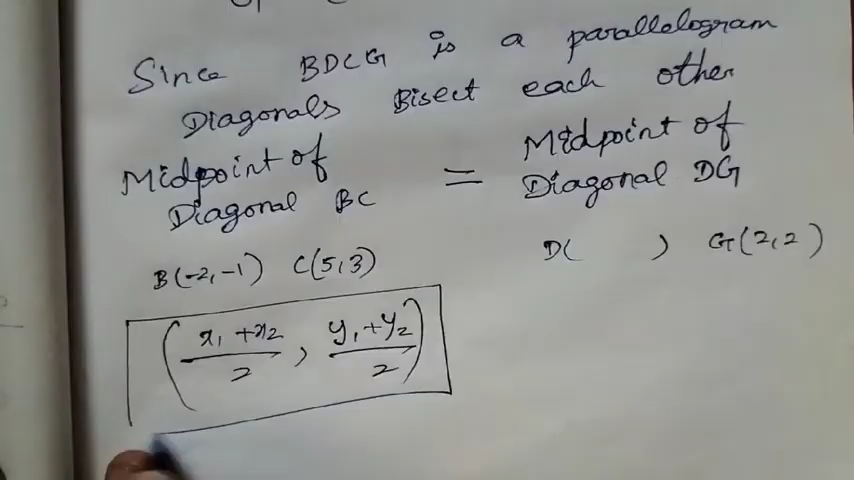 Since BDCG is a parallelogram
Diagonals Bisect each other
Midpoint of Diagonal BC = Midpoint of Diagonal DG
B(-2,-1) C(5,3) D( ) G(2,2)
(x₁+x₂/2, y₁+y₂/2)